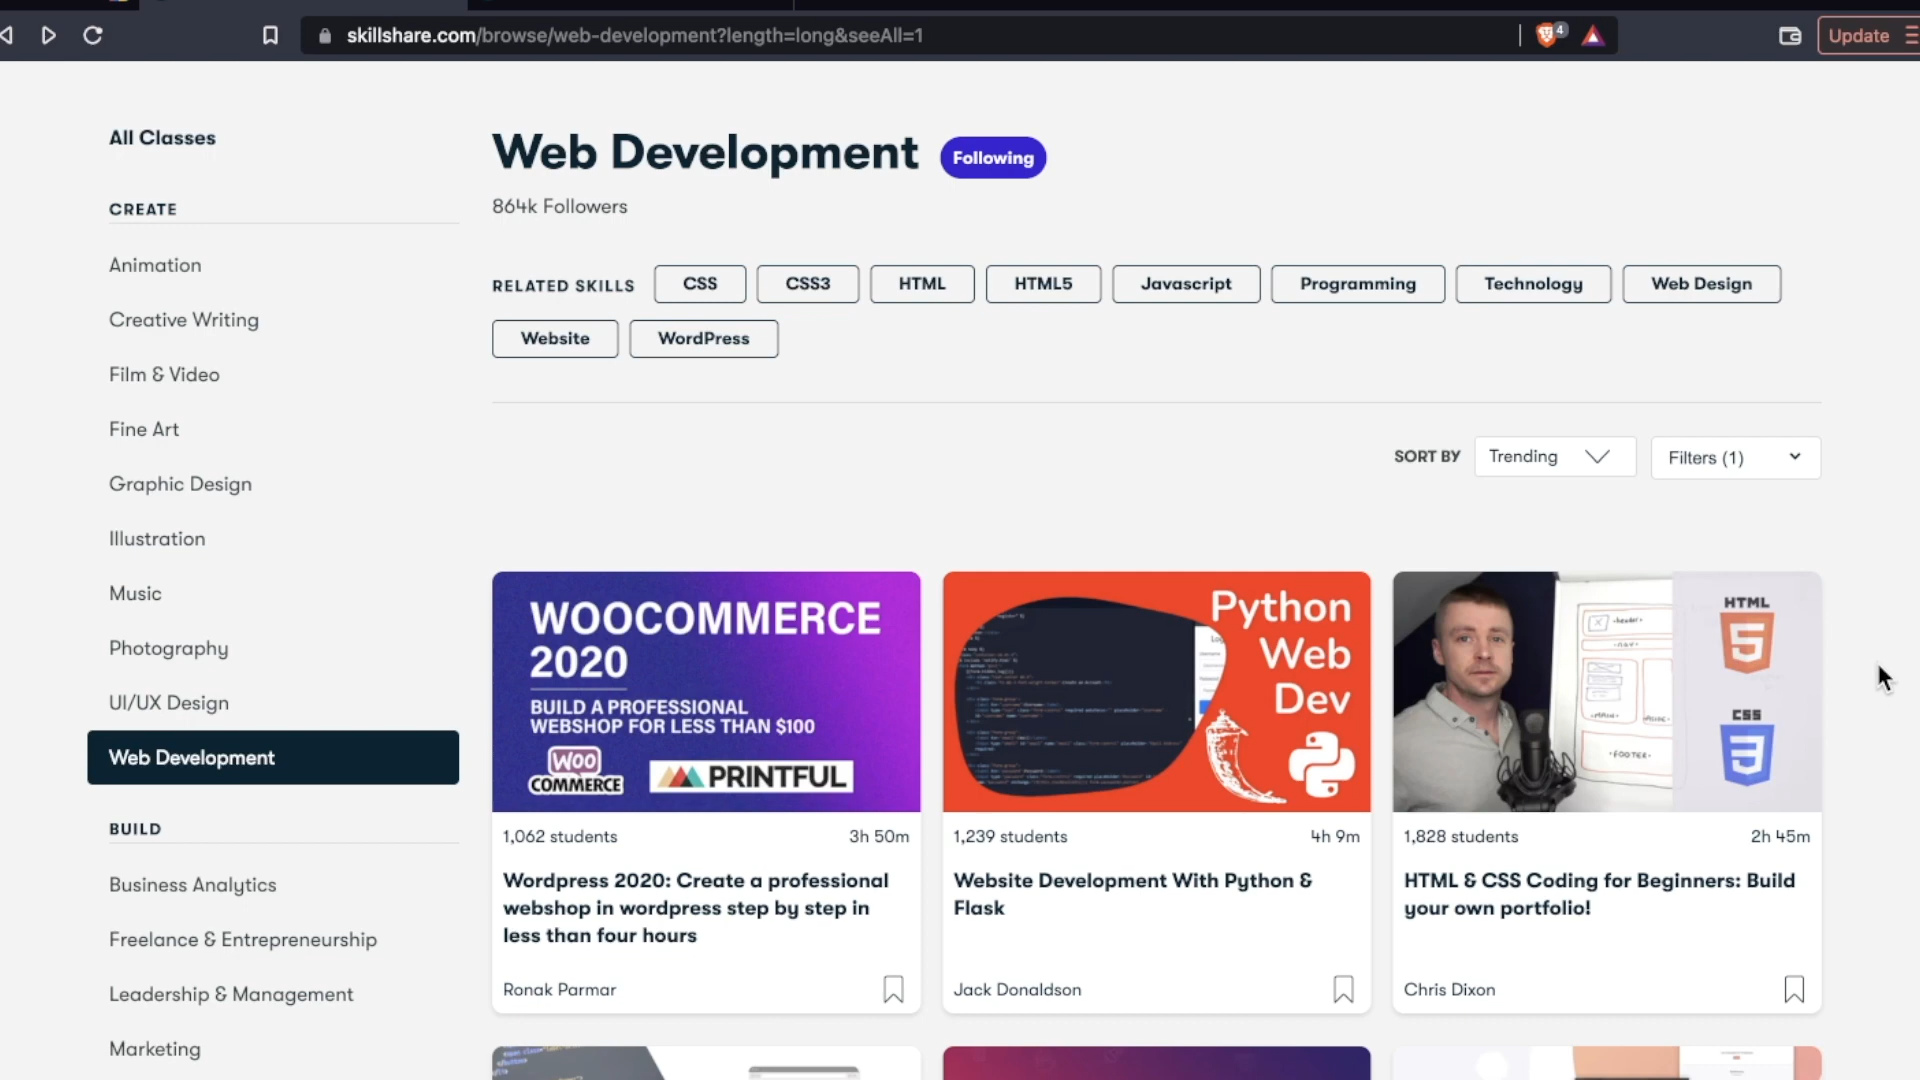 skillshare.com/browse/web-development?length=long&seeAll=1
4
Update
All Classes
CREATE
Animation
Creative Writing
Film & Video
Fine Art
Graphic Design
Illustration
Music
Photography
UI/UX Design
Web Development
BUILD
Business Analytics
Freelance & Entrepreneurship
Leadership & Management
Marketing
Web Development
Following
864k Followers
RELATED SKILLS
CSS
CSS3
HTML
HTML5
Javascript
Programming
Technology
Web Design
Website
WordPress
SORT BY
Trending
Filters (1)
WOOCOMMERCE
2020
BUILD A PROFESSIONAL
WEBSHOP FOR LESS THAN $100
WOO
COMMERCE
PRINTFUL
1,062 students
3h 50m
Wordpress 2020: Create a professional
webshop in wordpress step by step in
less than four hours
Ronak Parmar
Python
Web
Dev
1,239 students
4h 9m
Website Development With Python &
Flask
Jack Donaldson
HTML
5
CSS
3
1,828 students
2h 45m
HTML & CSS Coding for Beginners: Build
your own portfolio!
Chris Dixon